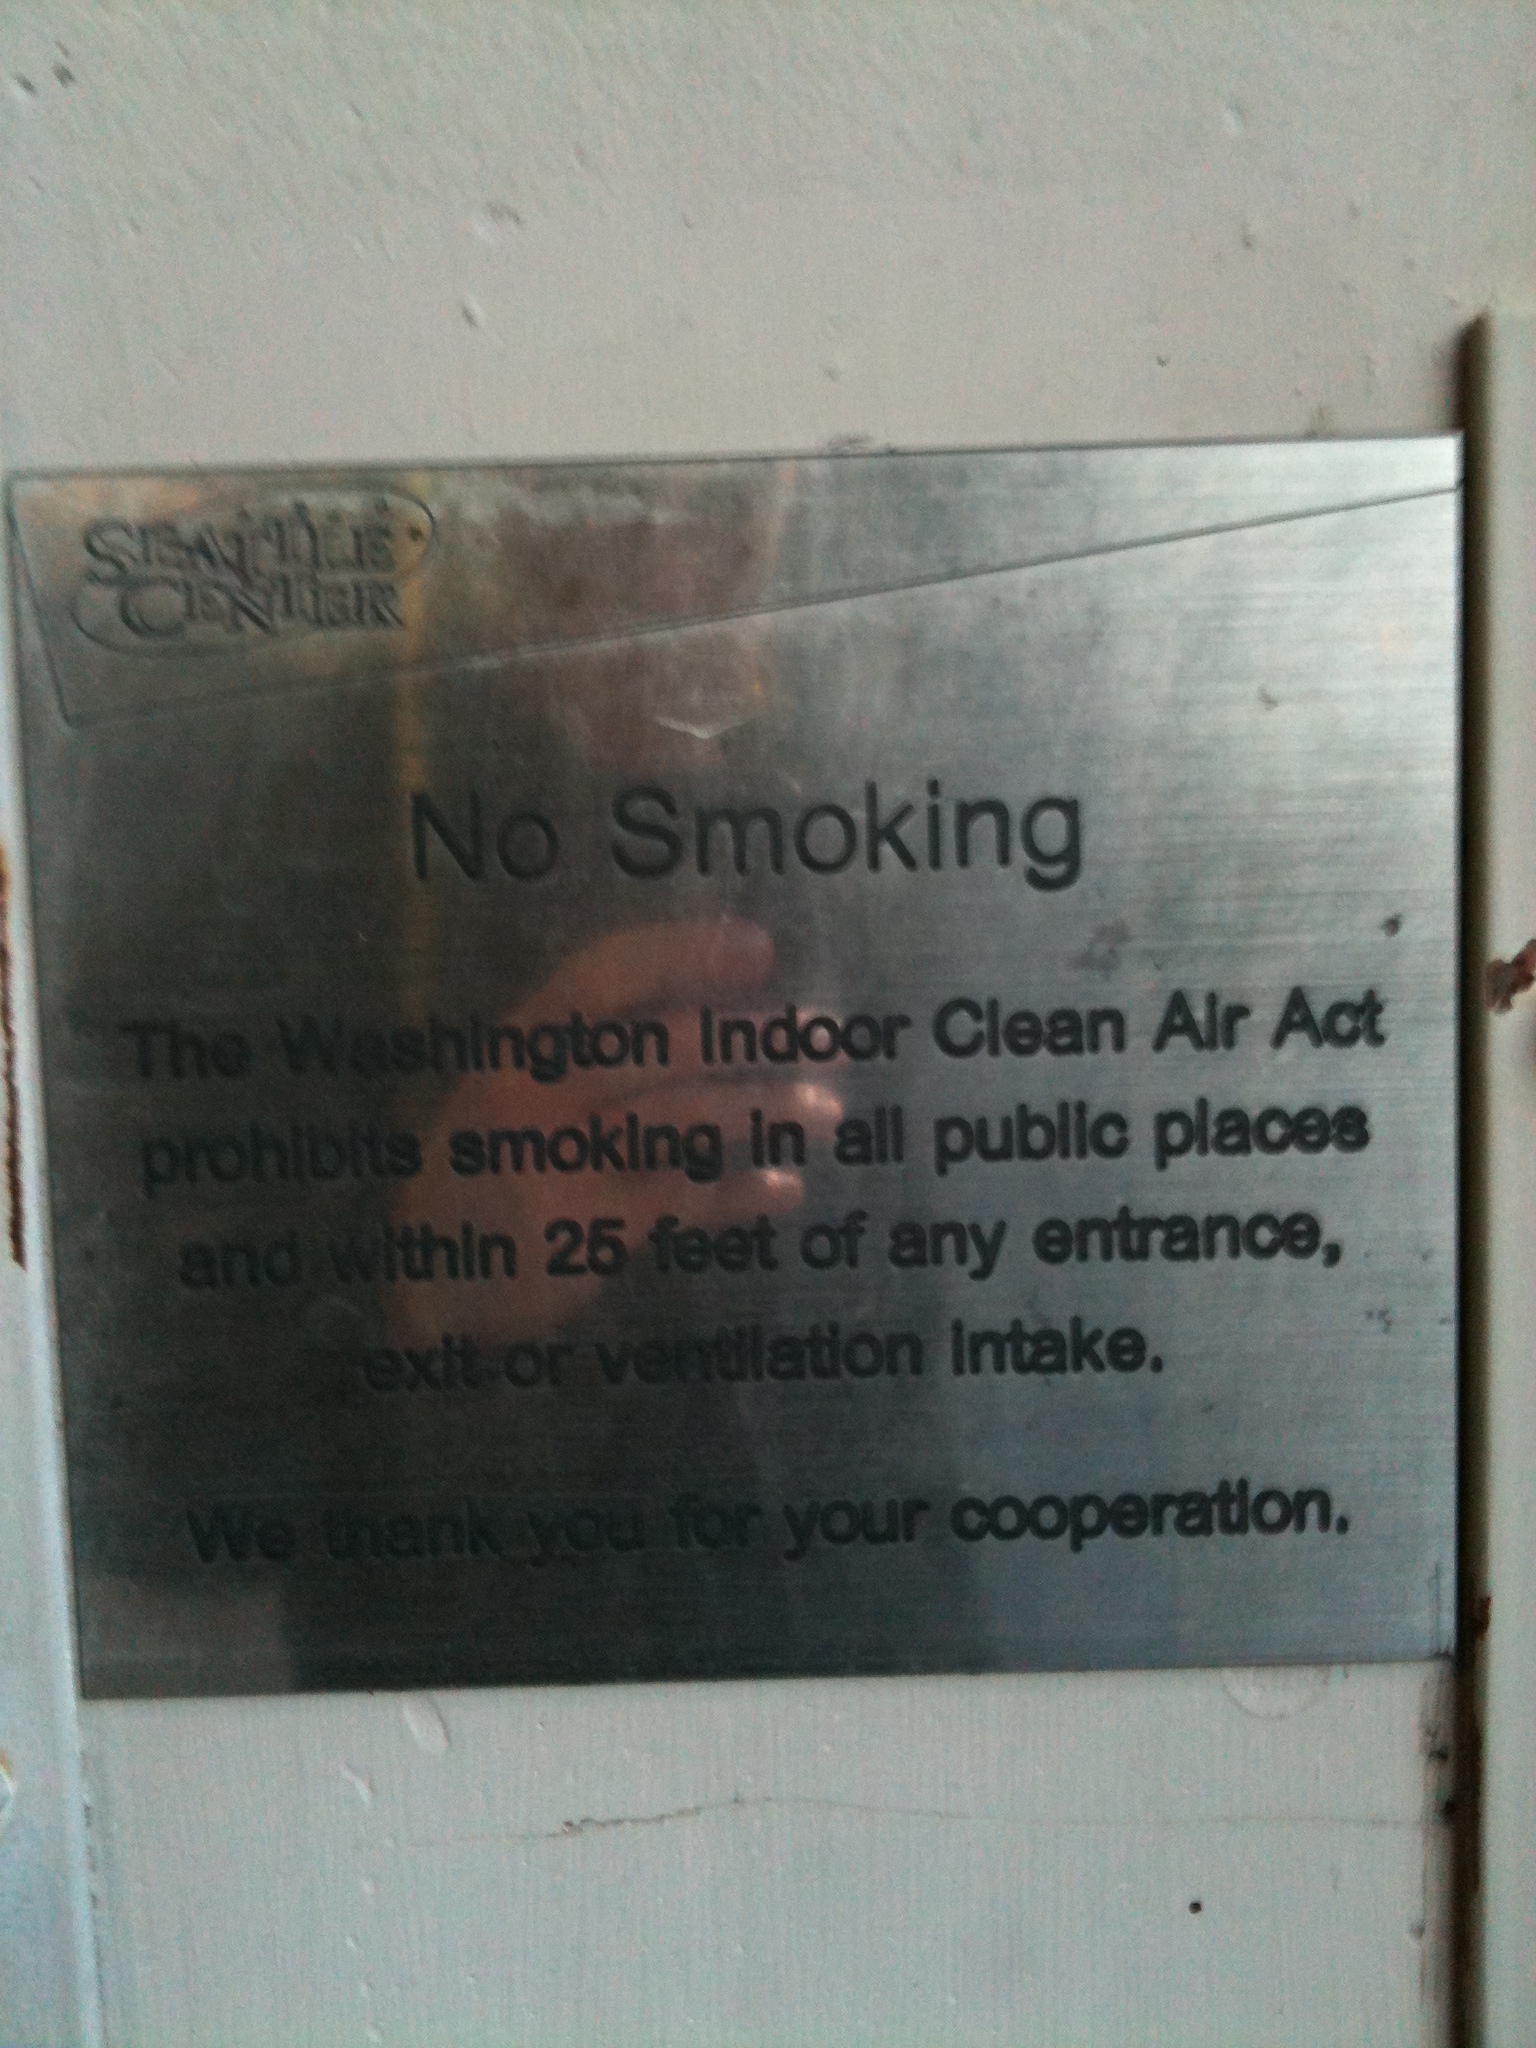 SEATTLE
CENTER
No Smoking
The Washington Indoor Clean Air Act
prohibits smoking in all public places
and within 25 feet of any entrance,
exit or ventilation intake.
We thank you for your cooperation.